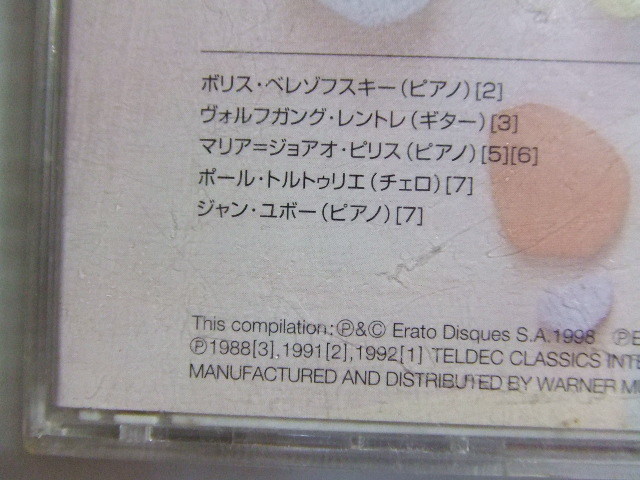 ボリス・ベレゾフスキー(ピアノ)[2]
ヴォルフガング・レントレ(ギター)[3]
マリア=ジョアオ・ピリス(ピアノ)[5][6]
ポール・トルトゥリエ(チェロ)[7]
ジャン・ユボー(ピアノ)[7]
This compilation:Ⓟ&© Erato Disques S.A.1998 Ⓟ
Ⓟ1988[3],1991[2],1992[1] TELDEC CLASSICS
MANUFACTURED AND DISTRIBUTED BY WARNER